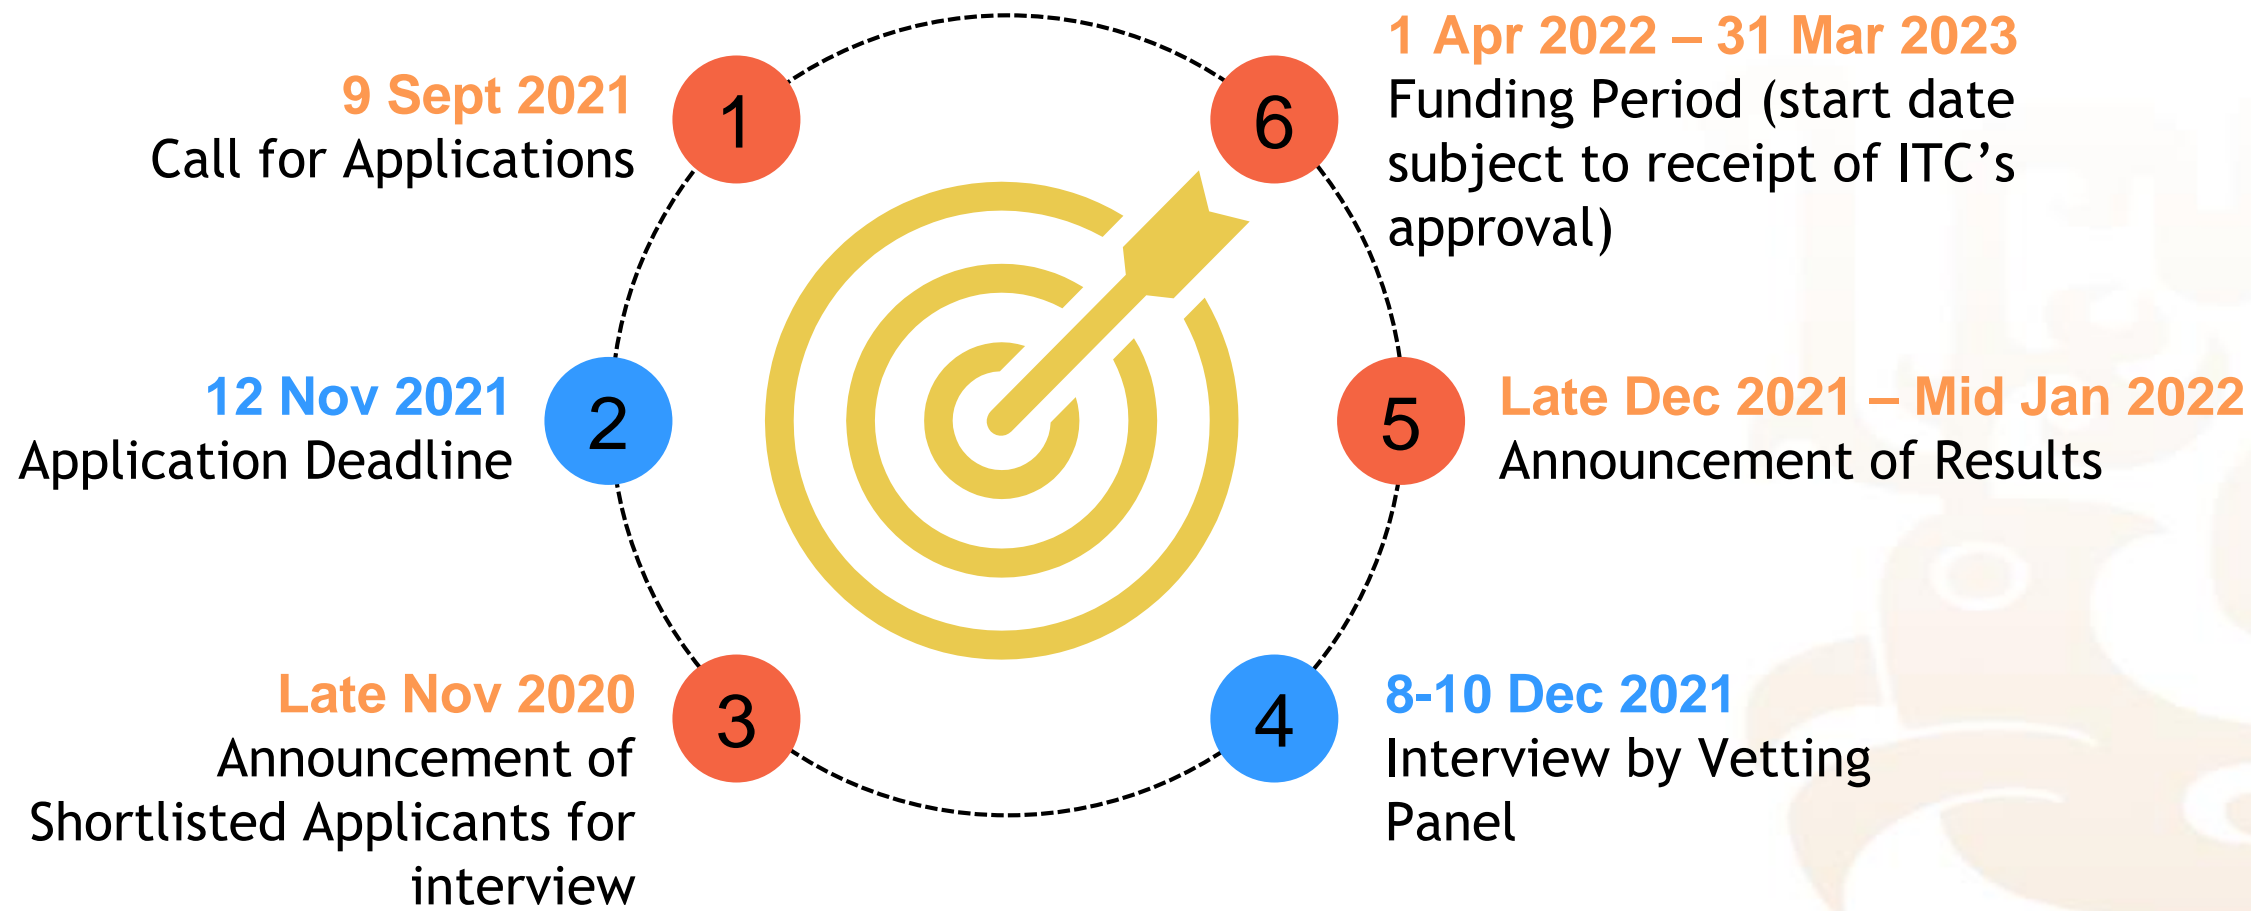 9 Sept 2021
Call for Applications
1
12 Nov 2021
Application Deadline
2
Late Nov 2020
Announcement of
Shortlisted Applicants for
interview
3
4
8-10 Dec 2021
Interview by Vetting
Panel
5
Late Dec 2021 – Mid Jan 2022
Announcement of Results
6
1 Apr 2022 – 31 Mar 2023
Funding Period (start date
subject to receipt of ITC’s
approval)